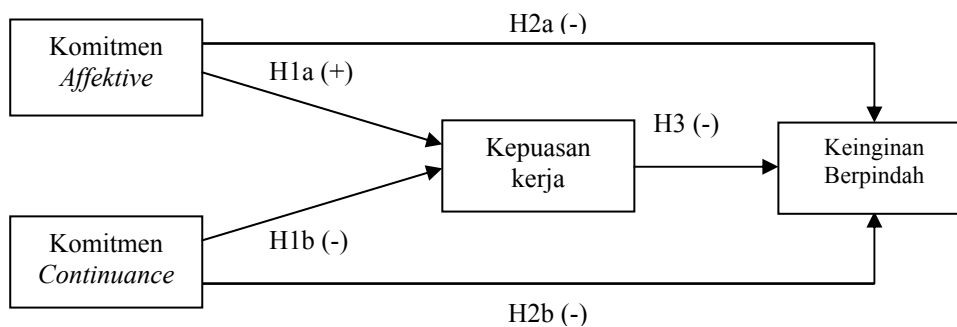 H2a (-)
Komitmen
Affektive
H1a (+)
Kepuasan
kerja
H3 (-)
Keinginan
Berpindah
Komitmen
Continuance
H1b (-)
H2b (-)